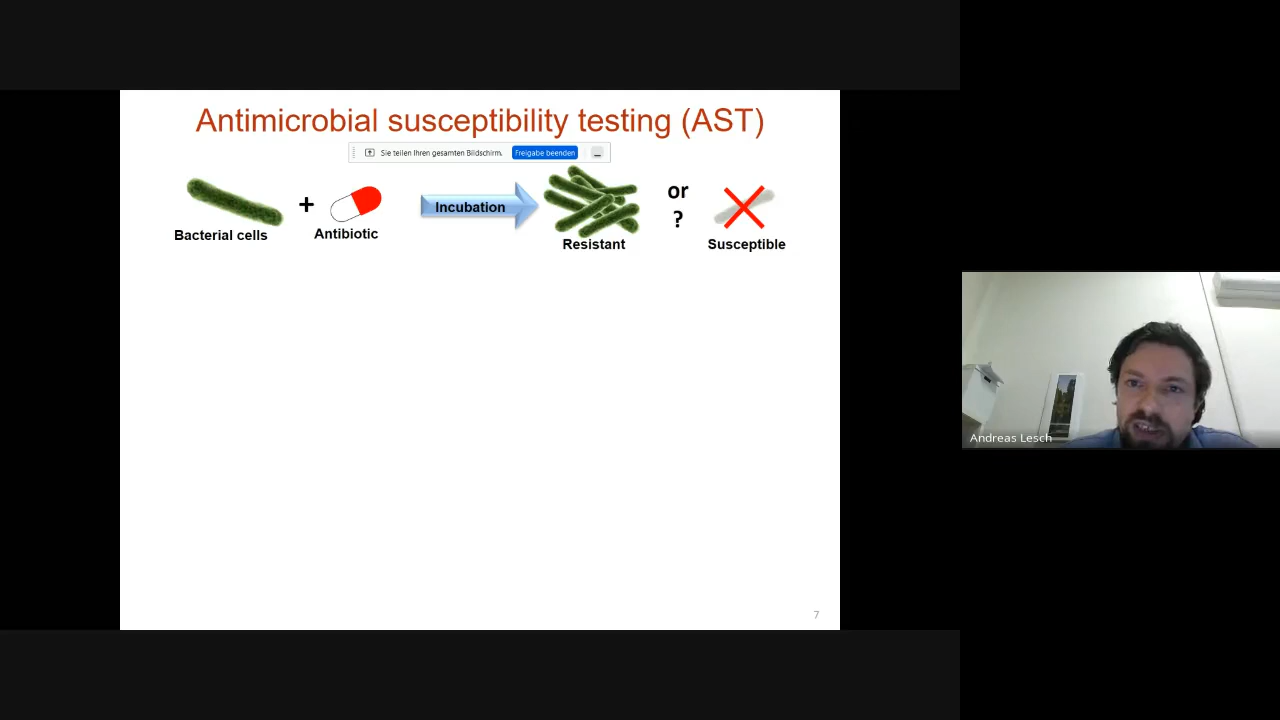 Antimicrobial susceptibility testing (AST)
Sie teilen Ihren gesamten Bildschirm. Freigabe beenden
Bacterial cells
+
Antibiotic
Incubation
Resistant
or
?
Susceptible
Andreas Lesch
7